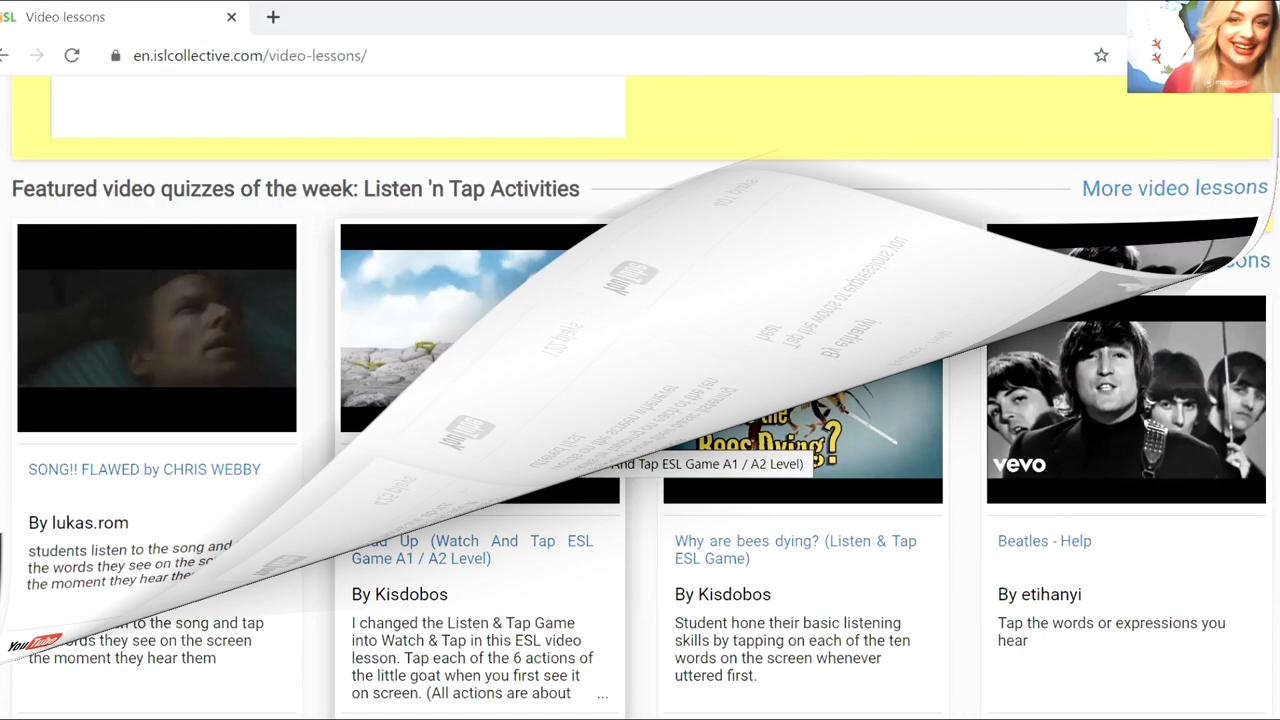 iSL Video lessons
en.islcollective.com/video-lessons/
Featured video quizzes of the week: Listen 'n Tap Activities
More video lessons
ons
vevo
Bees Dying?
And Tap ESL Game A1 / A2 Level)
SONG!! FLAWED by CHRIS WEBBY
By lukas.rom
students listen to the song and
the words they see on the
the moment they hear
to the song and tap
they see on the screen
the moment they hear them
YouTube
Up (Watch And Tap ESL
Game A1 / A2 Level)
By Kisdobos
I changed the Listen & Tap Game
into Watch & Tap in this ESL video
lesson. Tap each of the 6 actions of
the little goat when you first see it
on screen. (All actions are about ...
Why are bees dying? (Listen & Tap
ESL Game)
By Kisdobos
Student hone their basic listening
skills by tapping on each of the ten
words on the screen whenever
uttered first.
Beatles - Help
By etihanyi
Tap the words or expressions you
hear